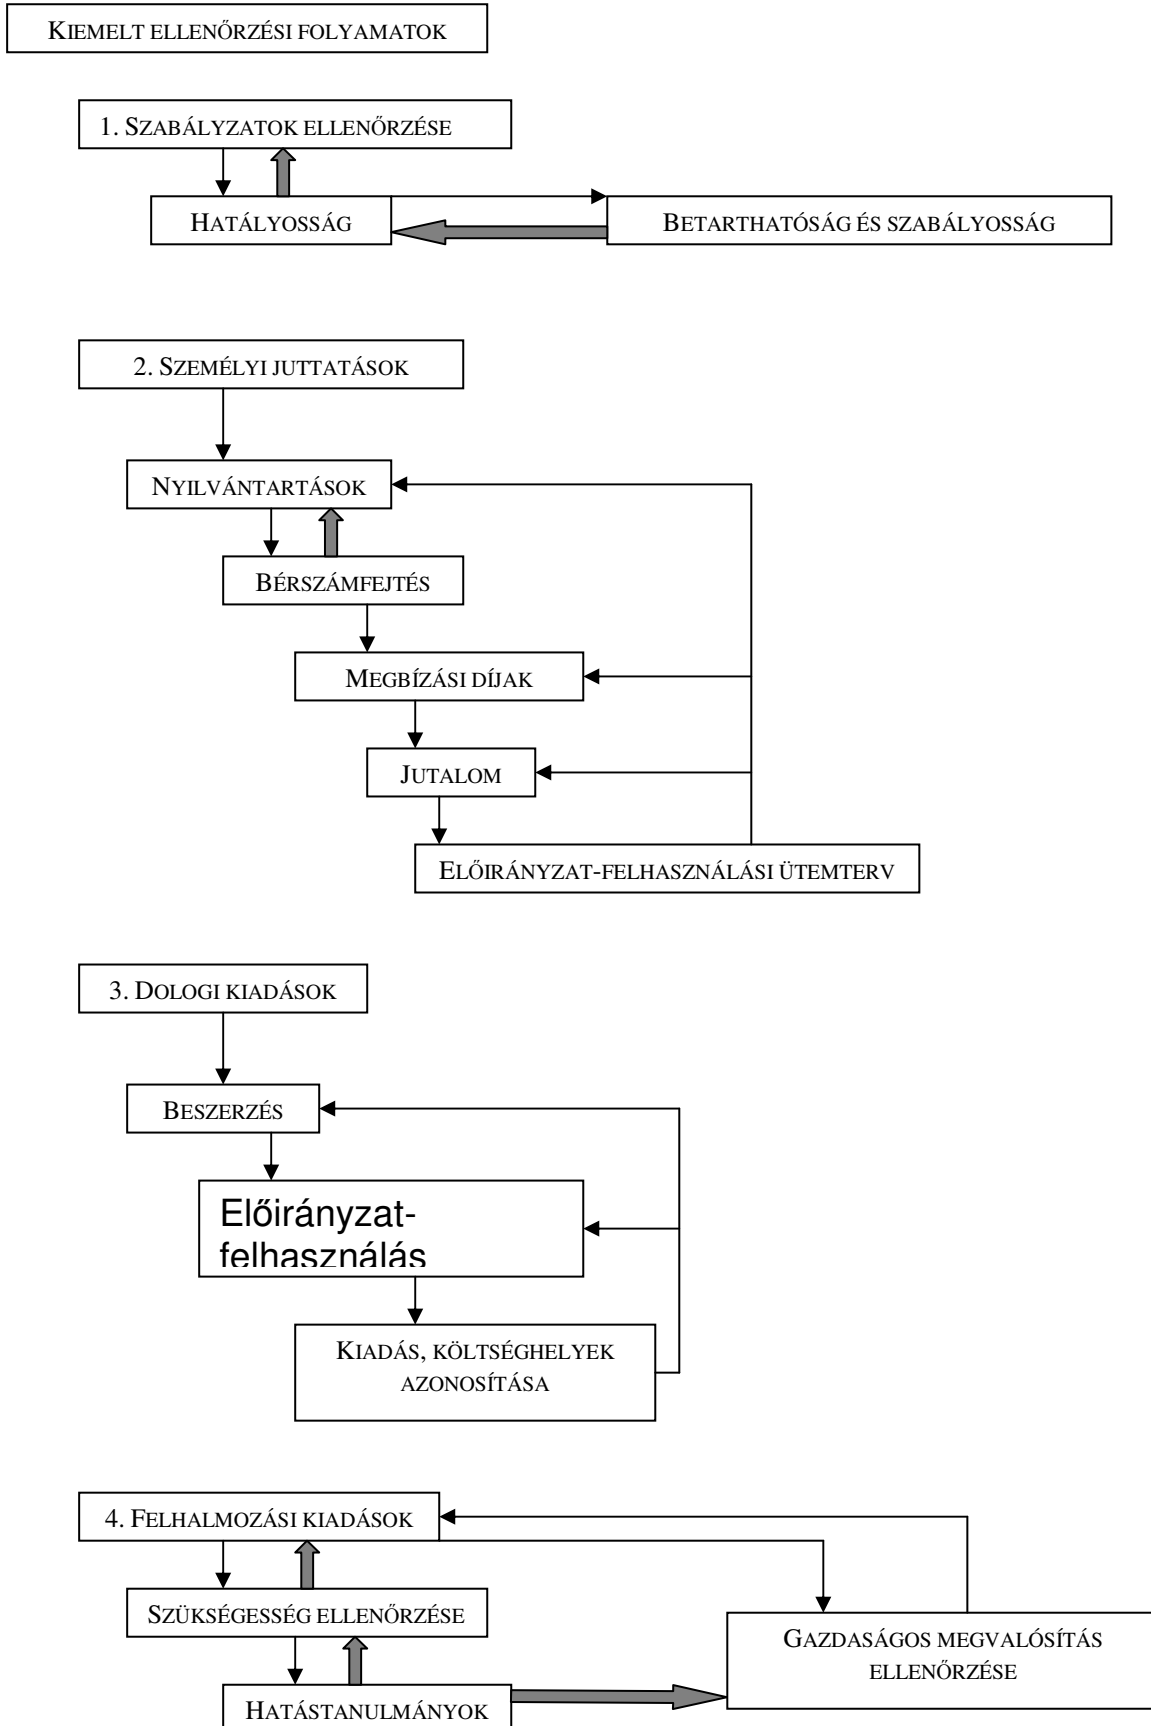 KIEMELT ELLENŐRZÉSI FOLYAMATOK
1. SZABÁLYZATOK ELLENŐRZÉSE
HATÁLYOSSÁG
BETARTHATÓSÁG ÉS SZABÁLYOSSÁG
2. SZEMÉLYI JUTTATÁSOK
NYILVÁNTARTÁSOK
BÉRSZÁMFEJTÉS
MEGBÍZÁSI DÍJAK
JUTALOM
ELŐIRÁNYZAT-FELHASZNÁLÁSI ÜTEMTERV
3. DOLOGI KIADÁSOK
BESZERZÉS
Előirányzat-
felhasználás
KIADÁS, KÖLTSÉGHELYEK
AZONOSÍTÁSA
4. FELHALMOZÁSI KIADÁSOK
SZÜKSÉGESSÉG ELLENŐRZÉSE
GAZDASÁGOS MEGVALÓSÍTÁS
ELLENŐRZÉSE
HATÁSTANULMÁNYOK